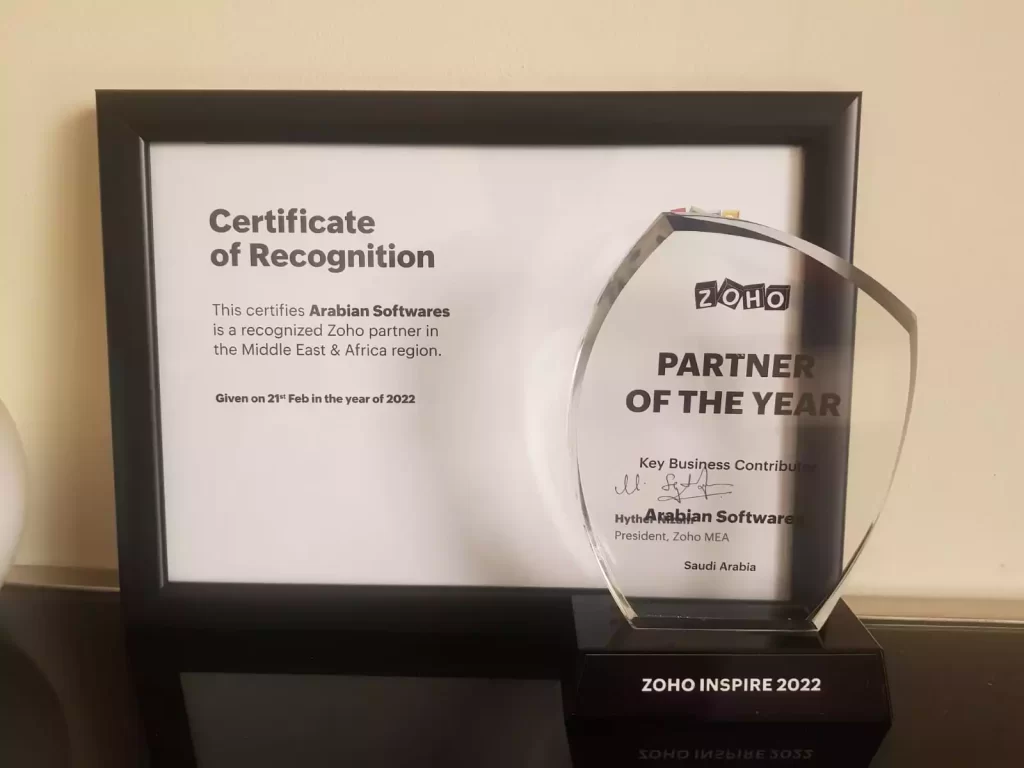 Certificate
of Recognition
This certifies Arabian Softwares
is a recognized Zoho partner in
the Middle East & Africa region.
Given on 21st Feb in the year of 2022
ZOHO
PARTNER
OF THE YEAR
Key Business Contributor
Arabian Softwares
Hyther Nizam
President, Zoho MEA
Saudi Arabia
ZOHO INSPIRE 2022